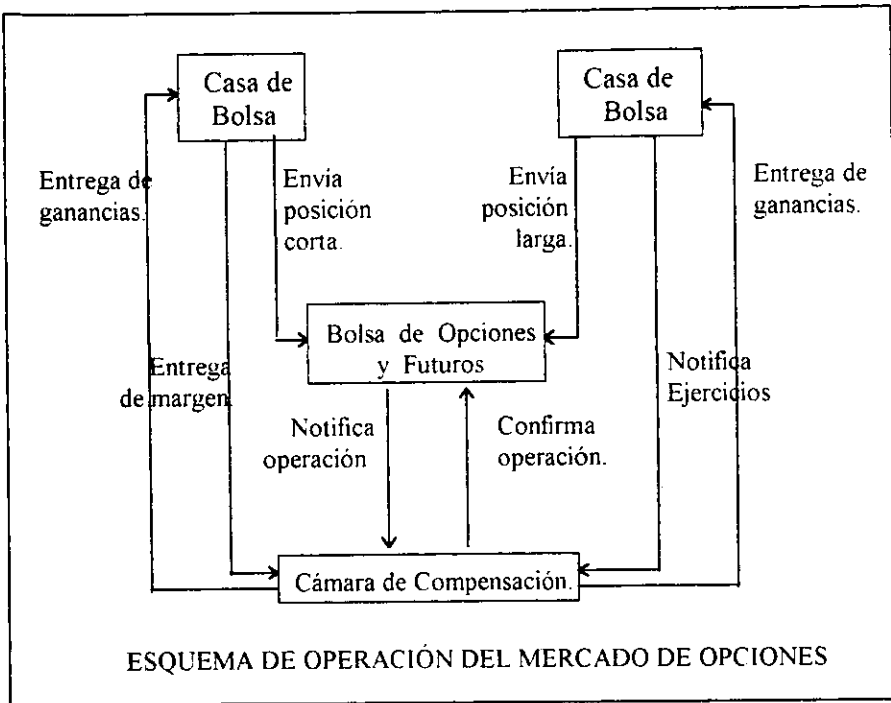 Casa de
Bolsa
Casa de
Bolsa
Entrega de
ganancias.
Envía
posición
corta.
Envía
posición
larga.
Entrega de
ganancias.
Bolsa de Opciones
y Futuros
Entrega
de margen
Notifica
Ejercicios
Notifica
operación
Confirma
operación.
Cámara de Compensación.
ESQUEMA DE OPERACIÓN DEL MERCADO DE OPCIONES